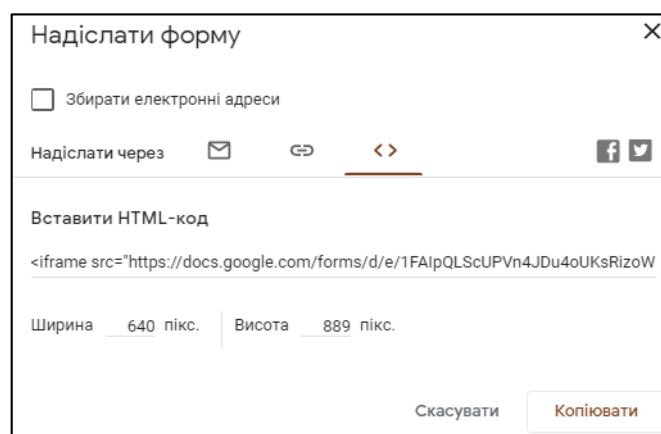 Надіслати форму
Збирати електронні адреси
Надіслати через
Вставити HTML-код
<iframe src="https://docs.google.com/forms/d/e/1FAIpQLScUPVn4JDu4oUKsRizoW
Ширина 640 пікс. Висота 889 пікс.
Скасувати Копіювати